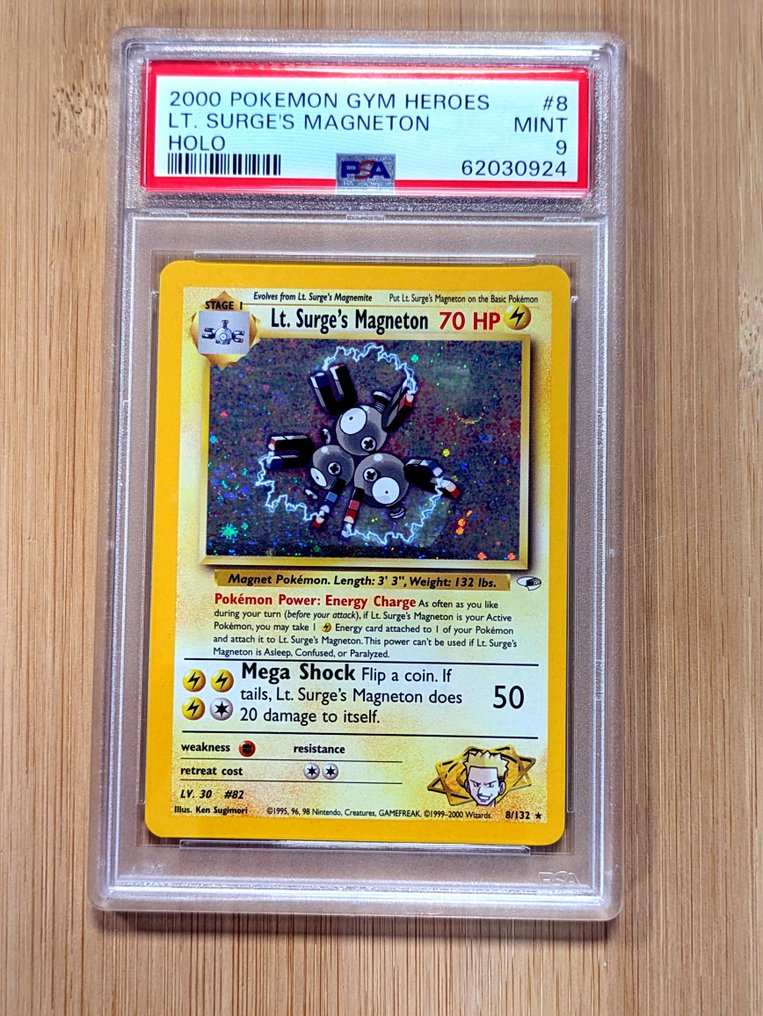 2000 POKEMON GYM HEROES #8
LT. SURGE'S MAGNETON MINT
HOLO 9
PSA 62030924
STAGE 1 Evolves from Lt. Surge's Magnemite Put Lt. Surge's Magneton on the Basic Pokémon
Lt. Surge's Magneton 70 HP
Magnet Pokémon. Length: 3' 3", Weight: 132 lbs.
Pokémon Power: Energy Charge As often as you like
during your turn (before your attack), if Lt. Surge's Magneton is your Active
Pokémon, you may take 1 Energy card attached to 1 of your Pokémon
and attach it to Lt. Surge's Magneton. This power can't be used if Lt. Surge's
Magneton is Asleep, Confused, or Paralyzed.
Mega Shock Flip a coin. If
tails, Lt. Surge's Magneton does 50
20 damage to itself.
weakness resistance
retreat cost
LV. 30 #82
Illus. Ken Sugimori ©1995, 96, 98 Nintendo, Creatures, GAMEFREAK. ©1999-2000 Wizards. 8/132 ★
PSA